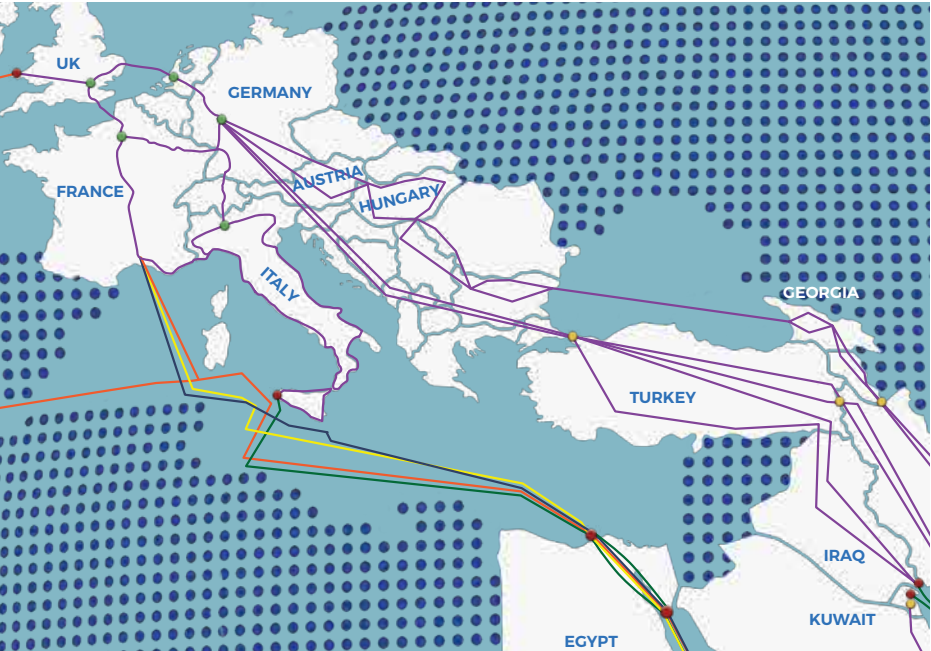 UK
GERMANY
FRANCE
AUSTRIA
HUNGARY
ITALY
GEORGIA
TURKEY
IRAQ
KUWAIT
EGYPT